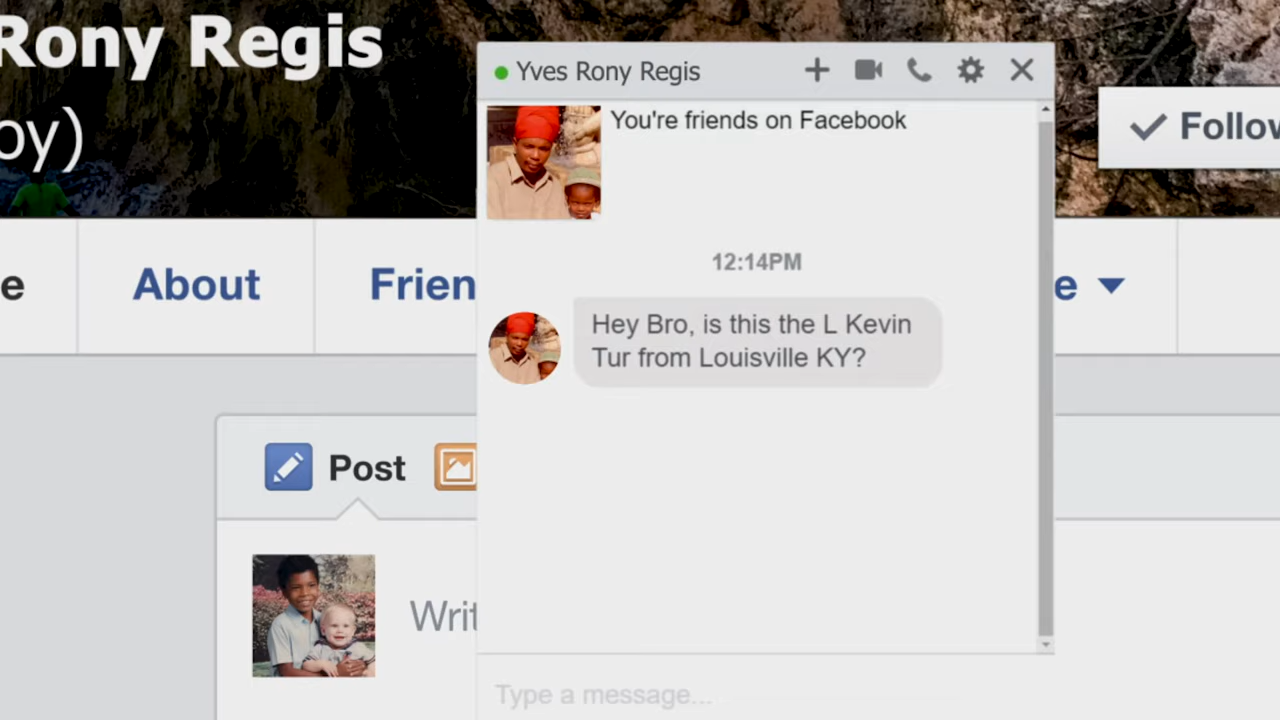 Rony Regis
oy)
Yves Rony Regis
You're friends on Facebook
Follow
12:14PM
e
About
Frien
e
Hey Bro, is this the L Kevin
Tur from Louisville KY?
Post
Writ
Type a message...